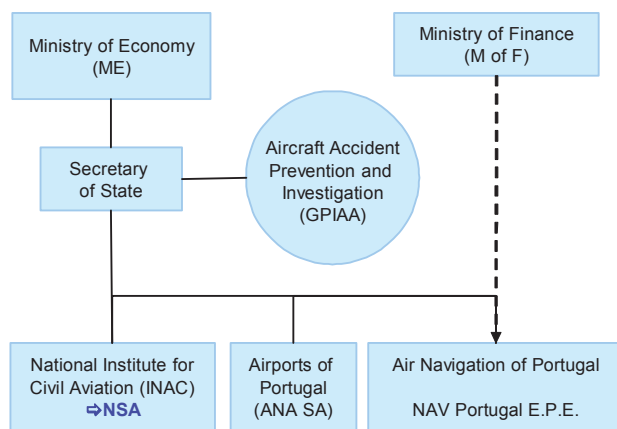 Ministry of Economy
(ME)
Ministry of Finance
(M of F)
Secretary
of State
Aircraft Accident
Prevention and
Investigation
(GPIAA)
National Institute for
Civil Aviation (INAC)
⇨NSA
Airports of
Portugal
(ANA SA)
Air Navigation of Portugal
NAV Portugal E.P.E.